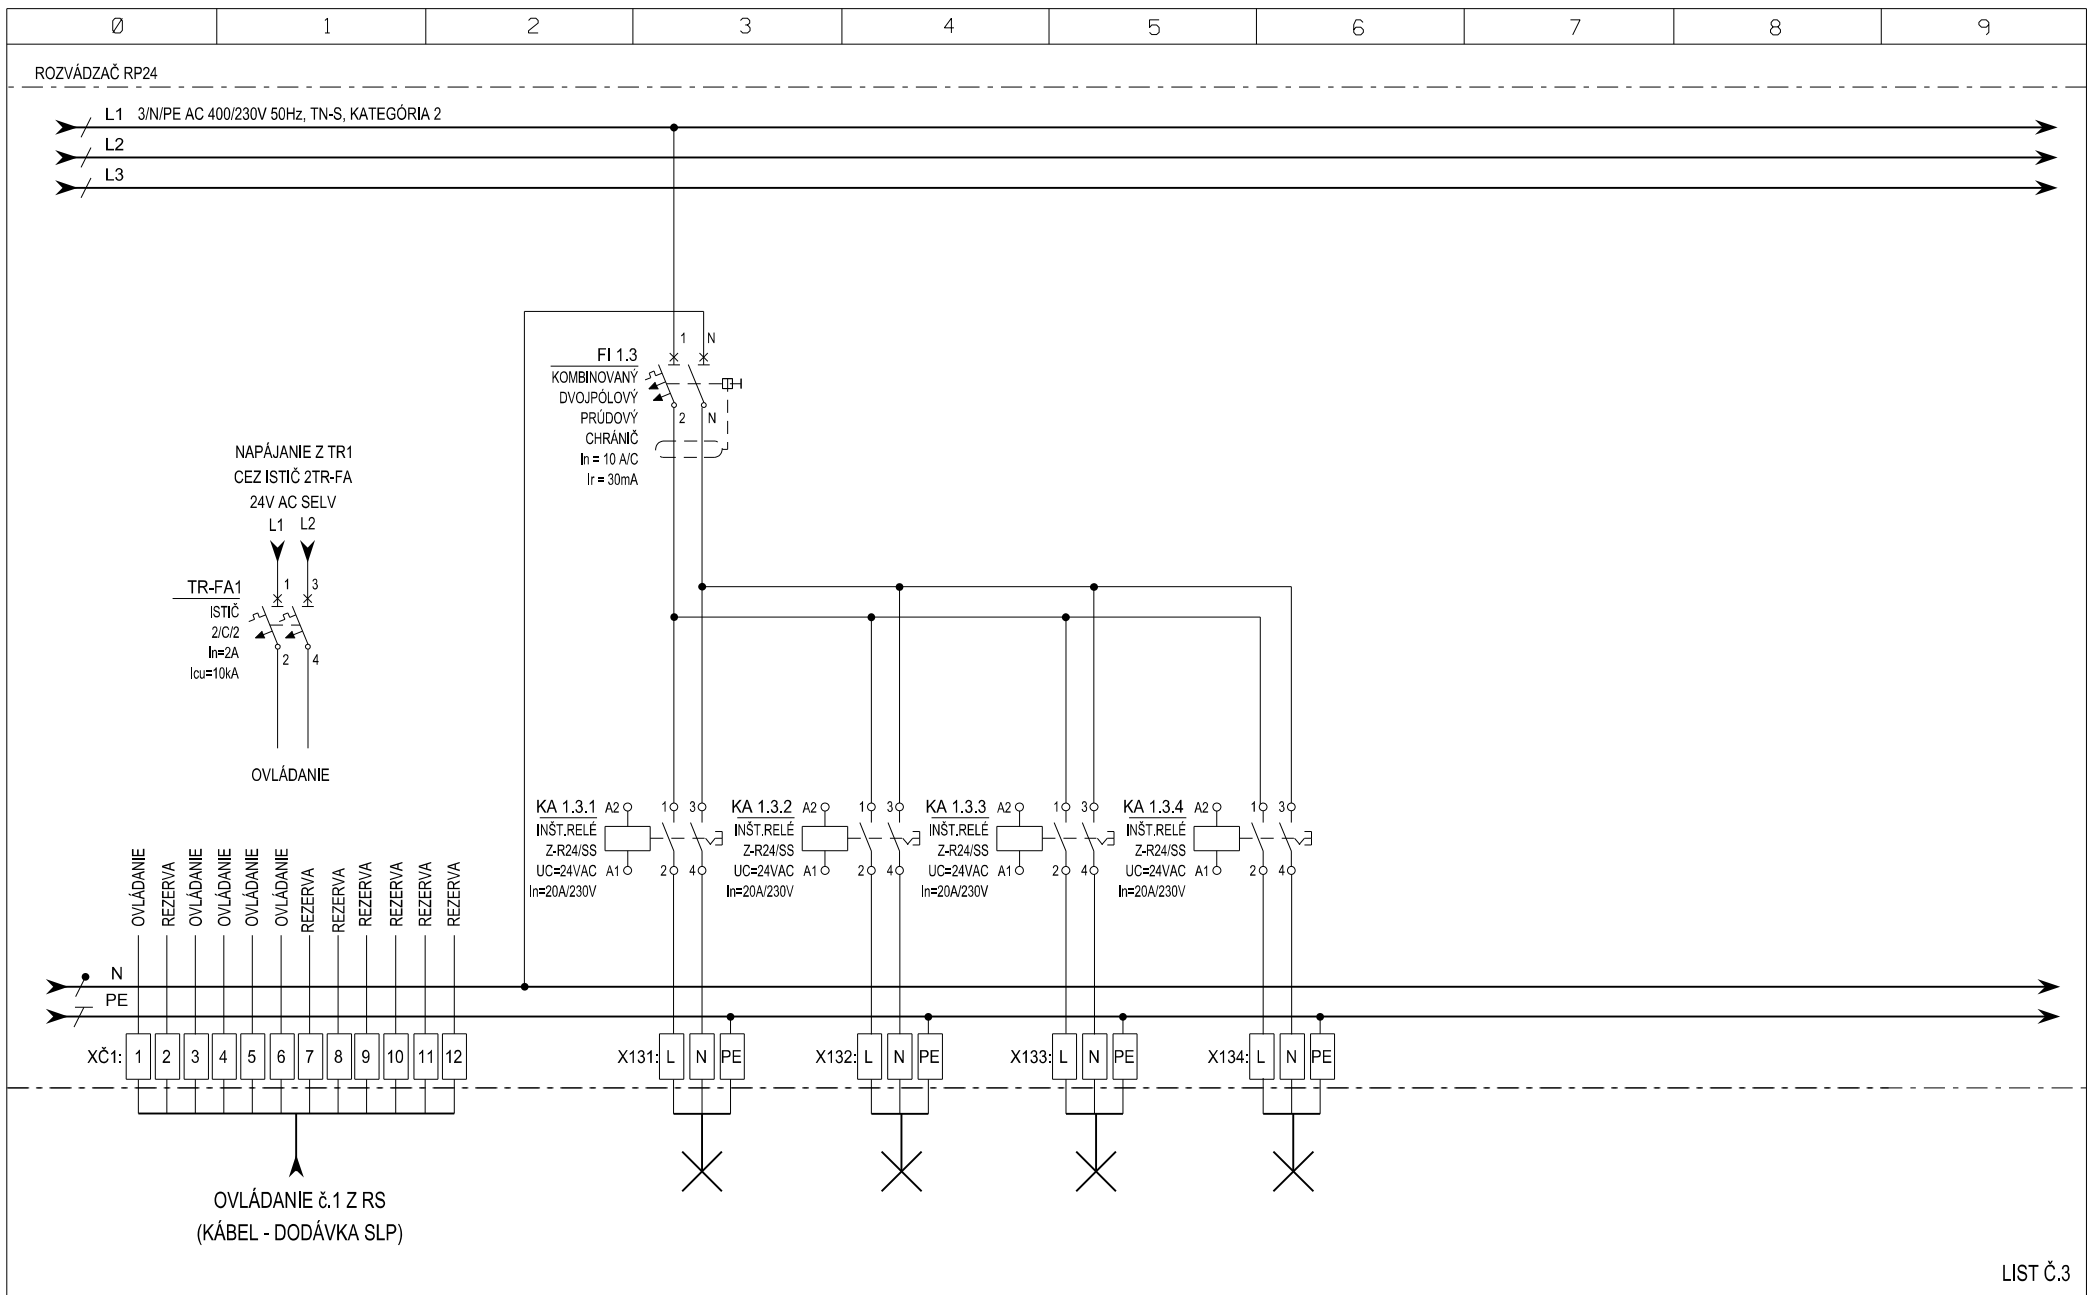 0 1 2 3 4 5 6 7 8 9
ROZVÁDZAČ RP24
L1 3/N/PE AC 400/230V 50Hz, TN-S, KATEGÓRIA 2
L2
L3
1 N
FI 1.3
KOMBINOVANÝ
DVOJPÓLOVÝ
PRÚDOVÝ
CHRÁNIČ
In = 10 A/C
Ir = 30mA
2 N
NAPÁJANIE Z TR1
CEZ ISTIČ 2TR-FA
24V AC SELV
L1 L2
1 3
TR-FA1
ISTIČ
2/C/2
In=2A
Icu=10kA
2 4
OVLÁDANIE
KA 1.3.1 A2 1 3
INŠT.RELÉ
Z-R24/SS
UC=24VAC A1 2 4
In=20A/230V
KA 1.3.2 A2 1 3
INŠT.RELÉ
Z-R24/SS
UC=24VAC A1 2 4
In=20A/230V
KA 1.3.3 A2 1 3
INŠT.RELÉ
Z-R24/SS
UC=24VAC A1 2 4
In=20A/230V
KA 1.3.4 A2 1 3
INŠT.RELÉ
Z-R24/SS
UC=24VAC A1 2 4
In=20A/230V
OVLÁDANIE
REZERVA
OVLÁDANIE
OVLÁDANIE
OVLÁDANIE
OVLÁDANIE
REZERVA
REZERVA
REZERVA
REZERVA
REZERVA
REZERVA
N
PE
XČ1: 1 2 3 4 5 6 7 8 9 10 11 12
X131: L N PE
X132: L N PE
X133: L N PE
X134: L N PE
OVLÁDANIE č.1 Z RS
(KÁBEL - DODÁVKA SLP)
LIST Č.3